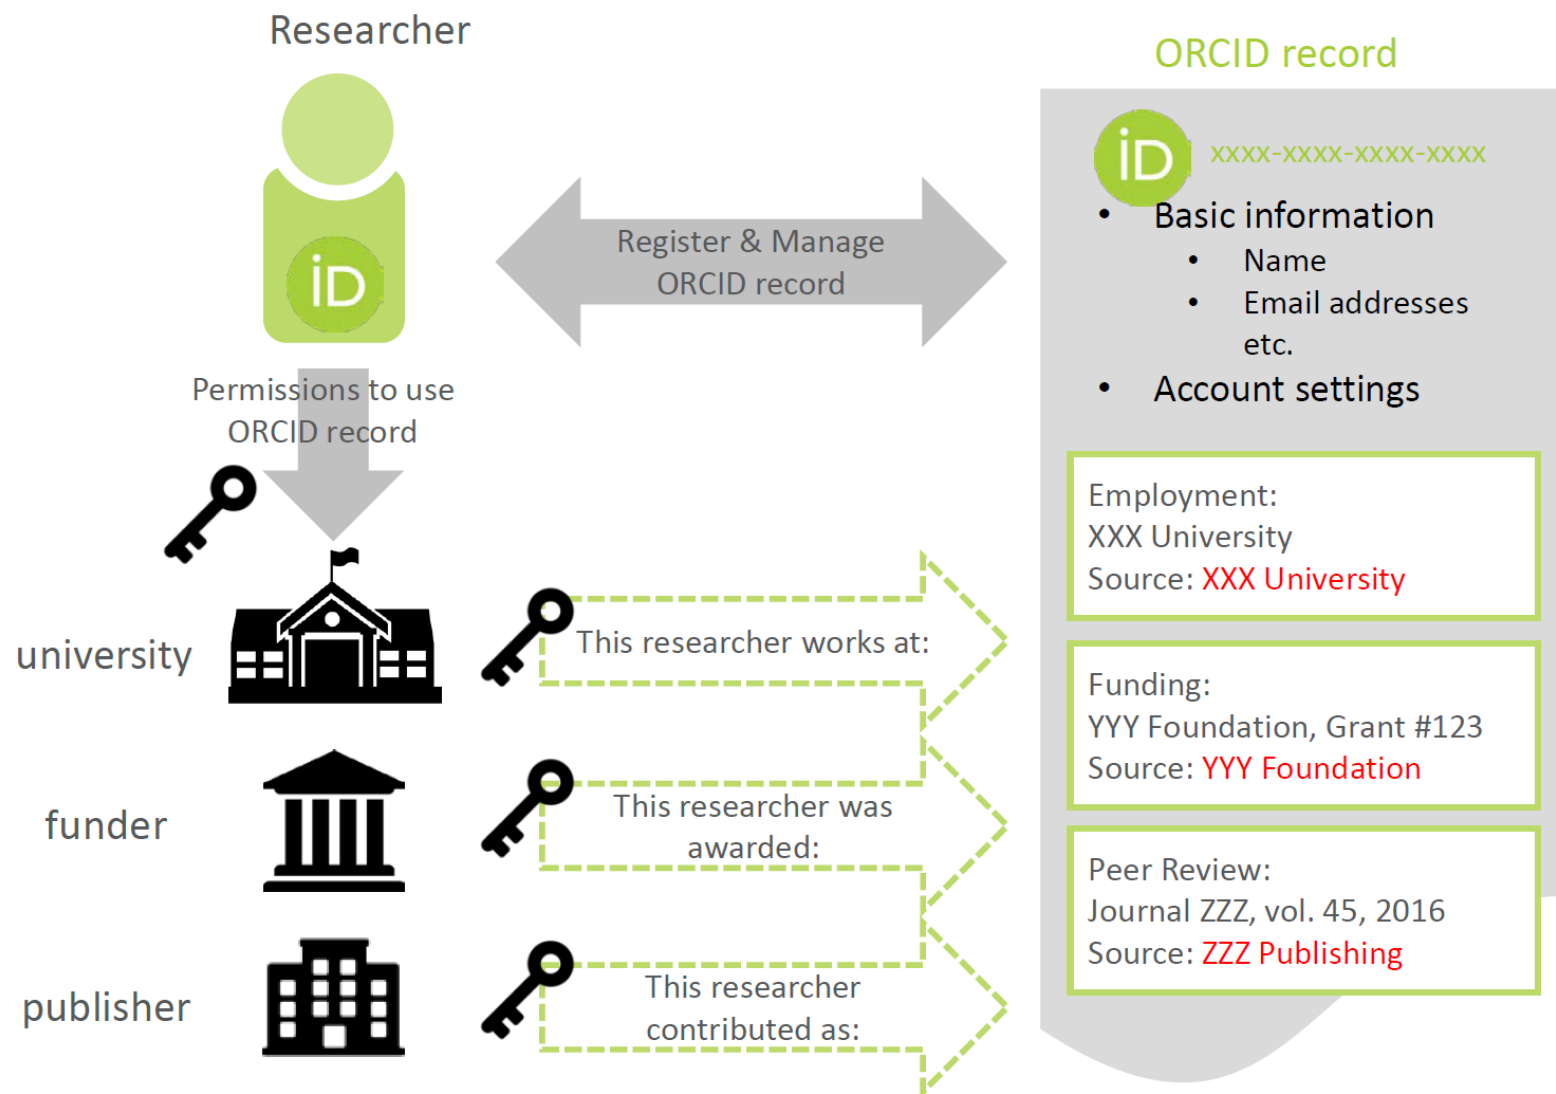 Researcher
iD
Permissions to use
ORCID record
Register & Manage
ORCID record
ORCID record
iD xxxx-xxxx-xxxx-xxxx
• Basic information
• Name
• Email addresses
etc.
• Account settings
university
This researcher works at:
Employment:
XXX University
Source: XXX University
funder
This researcher was
awarded:
Funding:
YYY Foundation, Grant #123
Source: YYY Foundation
publisher
This researcher
contributed as:
Peer Review:
Journal ZZZ, vol. 45, 2016
Source: ZZZ Publishing